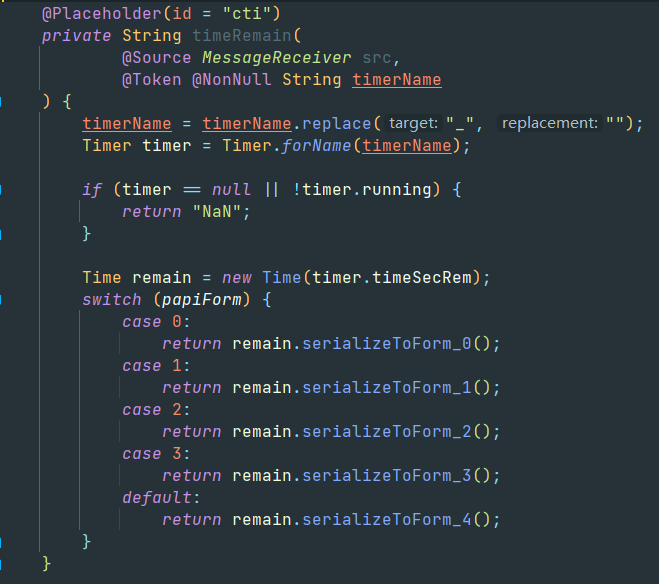 @Placeholder(id = "cti")
private String timeRemain(
        @Source MessageReceiver src,
        @Token @NonNull String timerName
) {
    timerName = timerName.replace( target: "_",  replacement: "");
    Timer timer = Timer.forName(timerName);

    if (timer == null || !timer.running) {
        return "NaN";
    }

    Time remain = new Time(timer.timeSecRem);
    switch (papiForm) {
        case 0:
            return remain.serializeToForm_0();
        case 1:
            return remain.serializeToForm_1();
        case 2:
            return remain.serializeToForm_2();
        case 3:
            return remain.serializeToForm_3();
        default:
            return remain.serializeToForm_4();
    }
}